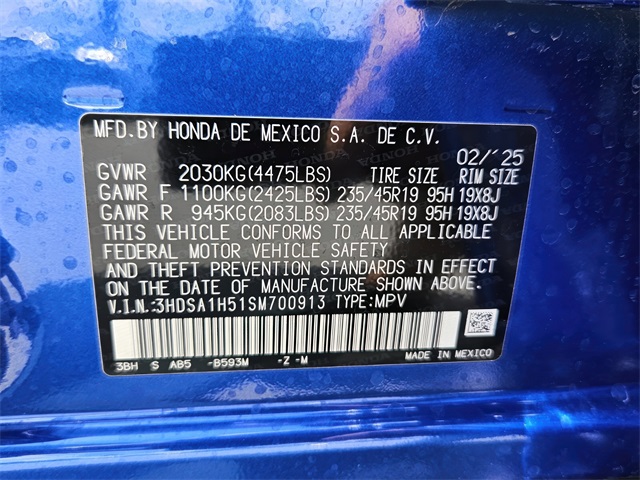 MFD.BY HONDA DE MEXICO S.A. DE C.V.
02/'25
GVWR 2030KG(4475LBS) TIRE SIZE RIM SIZE
GAWR F 1100KG(2425LBS) 235/45R19 95H 19X8J
GAWR R 945KG(2083LBS) 235/45R19 95H 19X8J
THIS VEHICLE CONFORMS TO ALL APPLICABLE
FEDERAL MOTOR VEHICLE SAFETY
AND THEFT PREVENTION STANDARDS IN EFFECT
ON THE DATE OF MANUFACTURE SHOWN ABOVE.
V.I.N.:3HDSA1H51SM700913 TYPE:MPV
3BH S AB5 -B593M -Z -M MADE IN MEXICO